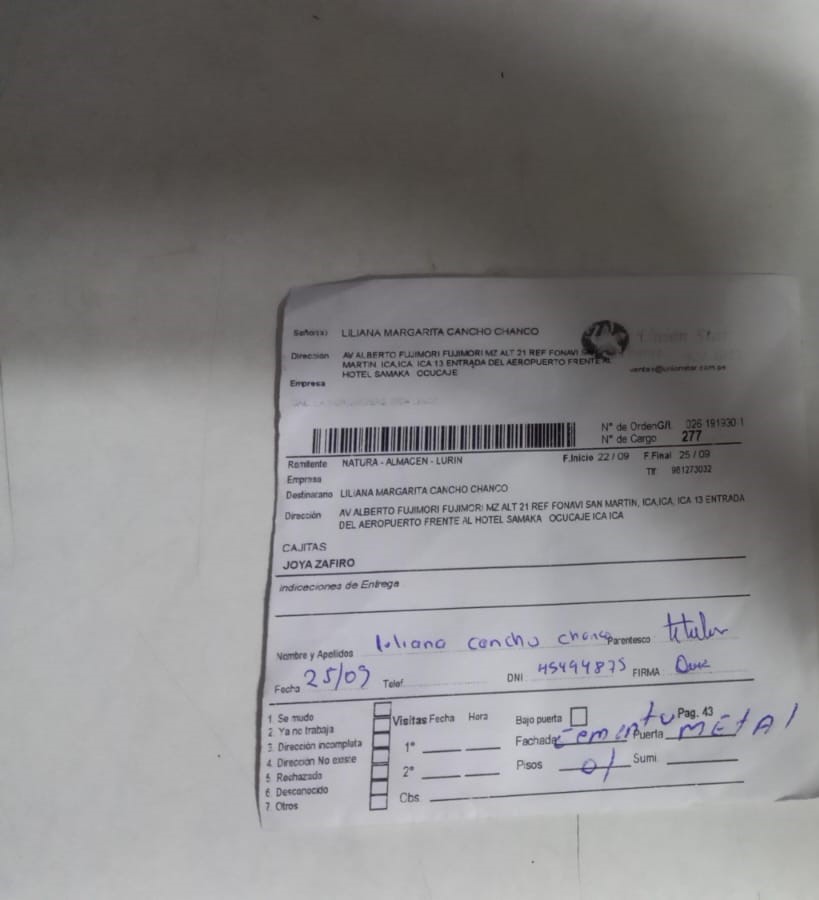 Señor(a) LILIANA MARGARITA CANCHO CHANCO
Dirección AV ALBERTO FUJIMORI FUJIMORI MZ ALT 21 REF FONAVI SAN
MARTIN, ICA,ICA, ICA 13 ENTRADA DEL AEROPUERTO FRENTE AL
HOTEL SAMAKA OCUCAJE
ventas@unionstar.com.pe
Empresa
N° de OrdenG/I. 026 191930 1
N° de Cargo 277
Remitente NATURA - ALMACEN - LURIN F.Inicio 22 / 09 F.Final 25 / 09
Empresa Tlf 981273032
Destinatario LILIANA MARGARITA CANCHO CHANCO
Dirección AV ALBERTO FUJIMORI FUJIMORI MZ ALT 21 REF FONAVI SAN MARTIN, ICA,ICA, ICA 13 ENTRADA
DEL AEROPUERTO FRENTE AL HOTEL SAMAKA OCUCAJE ICA ICA
CAJITAS
JOYA ZAFIRO
Indicaciones de Entrega
Nombre y Apelidos liliana cancho chanco Parentesco titular
Fecha 25/09 Telef. DNI 45494875 FIRMA
1. Se mudo
2. Ya no trabaja
3. Dirección incompleta
4. Dirección No existe
5. Rechazado
6. Desconocido
7. Otros
Visitas Fecha Hora
1°
2°
Cbs
Bajo puerta Pag. 43
Fachada cemento Puerta METAL
Pisos 01 Sumi.